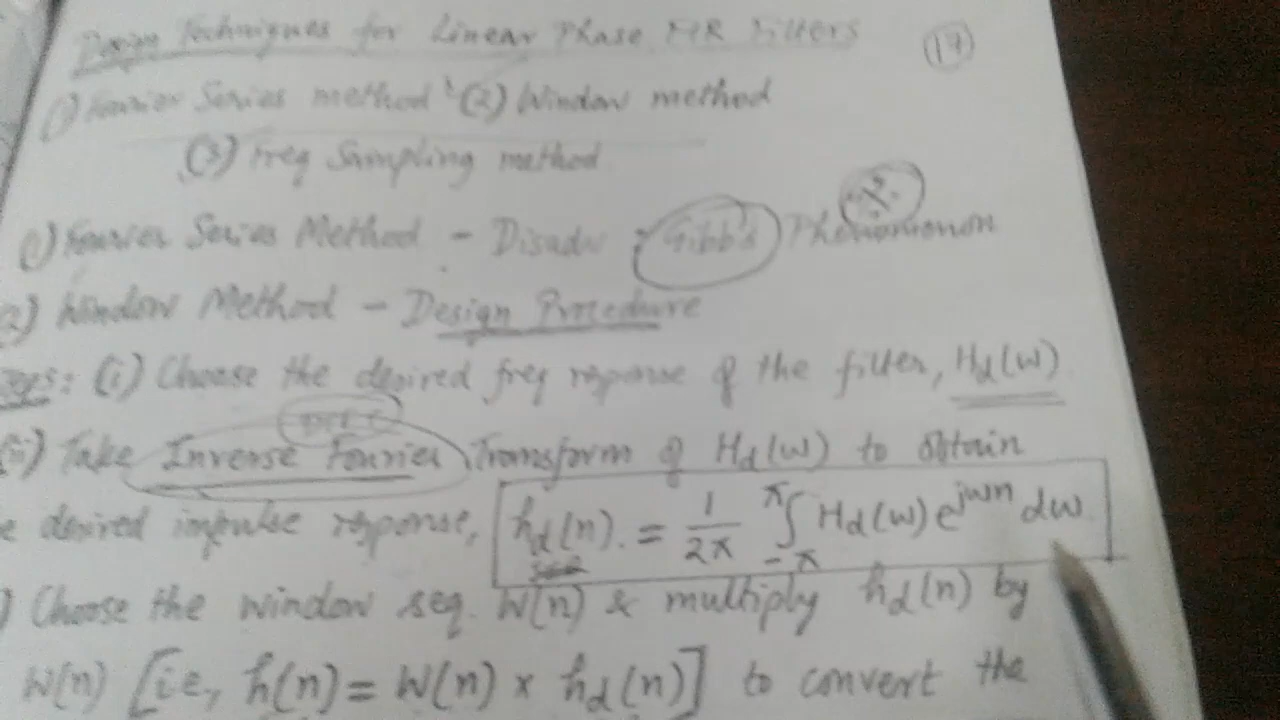 Design Techniques for Linear Phase FIR Filters
(17)
(1) Fourier Series method (2) Window method
(3) Freq Sampling method
(1) Fourier Series Method - Disadv Gibb's Phenomenon
(2) Window Method - Design Procedure
(i) Choose the desired freq reponse of the filter, Hd(w)
(ii) Take Inverse Fourier Transform of Hd(w) to obtain
desired impulse response, hd(n) = 1/2π ∫_{-π}^{π} Hd(w) e^{jwn} dw
) Choose the window seq. W(n) & multiply hd(n) by
W(n) [ie, h(n) = W(n) × hd(n)] to convert the